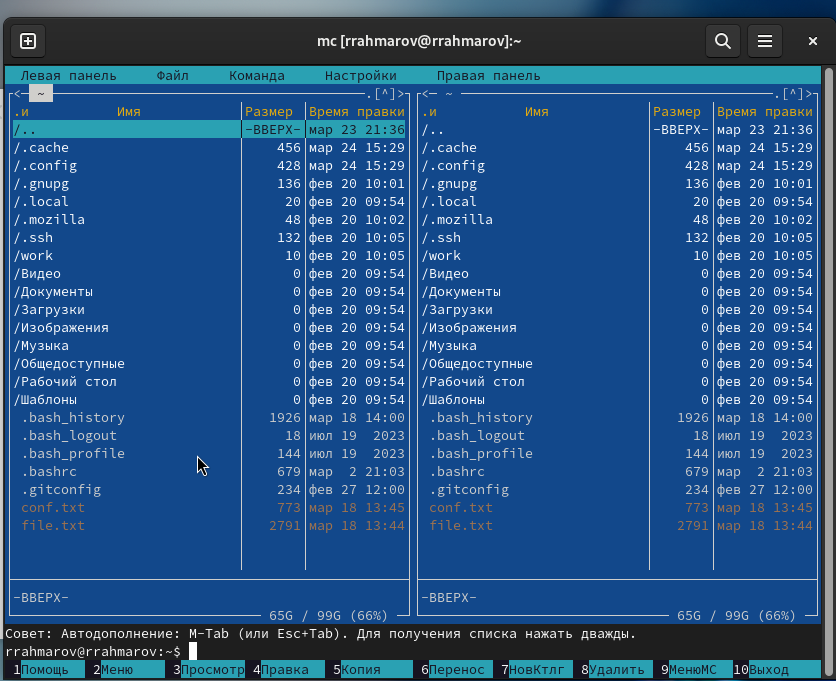 mc [rrahmarov@rrahmarov]:~
Левая панель Файл Команда Настройки Правая панель
<— ~ .[^]> <— ~ .[^]>
.и Имя Размер Время правки .и Имя Размер Время правки
/.. -ВВЕРХ- мар 23 21:36 /.. -ВВЕРХ- мар 23 21:36
/.cache 456 мар 24 15:29 /.cache 456 мар 24 15:29
/.config 428 мар 24 15:29 /.config 428 мар 24 15:29
/.gnupg 136 фев 20 10:01 /.gnupg 136 фев 20 10:01
/.local 20 фев 20 09:54 /.local 20 фев 20 09:54
/.mozilla 48 фев 20 10:02 /.mozilla 48 фев 20 10:02
/.ssh 132 фев 20 10:05 /.ssh 132 фев 20 10:05
/work 10 фев 20 10:05 /work 10 фев 20 10:05
/Видео 0 фев 20 09:54 /Видео 0 фев 20 09:54
/Документы 0 фев 20 09:54 /Документы 0 фев 20 09:54
/Загрузки 0 фев 20 09:54 /Загрузки 0 фев 20 09:54
/Изображения 0 фев 20 09:54 /Изображения 0 фев 20 09:54
/Музыка 0 фев 20 09:54 /Музыка 0 фев 20 09:54
/Общедоступные 0 фев 20 09:54 /Общедоступные 0 фев 20 09:54
/Рабочий стол 0 фев 20 09:54 /Рабочий стол 0 фев 20 09:54
/Шаблоны 0 фев 20 09:54 /Шаблоны 0 фев 20 09:54
.bash_history 1926 мар 18 14:00 .bash_history 1926 мар 18 14:00
.bash_logout 18 июл 19 2023 .bash_logout 18 июл 19 2023
.bash_profile 144 июл 19 2023 .bash_profile 144 июл 19 2023
.bashrc 679 мар 2 21:03 .bashrc 679 мар 2 21:03
.gitconfig 234 фев 27 12:00 .gitconfig 234 фев 27 12:00
conf.txt 773 мар 18 13:45 conf.txt 773 мар 18 13:45
file.txt 2791 мар 18 13:44 file.txt 2791 мар 18 13:44
-ВВЕРХ- -ВВЕРХ-
65G / 99G (66%) 65G / 99G (66%)
Совет: Автодополнение: M-Tab (или Esc+Tab). Для получения списка нажать дважды.
rrahmarov@rrahmarov:~$
1Помощь 2Меню 3Просмотр 4Правка 5Копия 6Перенос 7НовКтлг 8Удалить 9МенюМС 10Выход